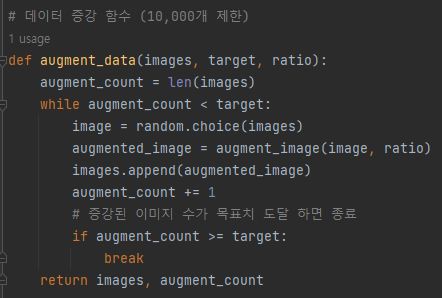 # 데이터 증강 함수 (10,000개 제한)
1 usage
def augment_data(images, target, ratio):
    augment_count = len(images)
    while augment_count < target:
        image = random.choice(images)
        augmented_image = augment_image(image, ratio)
        images.append(augmented_image)
        augment_count += 1
        # 증강된 이미지 수가 목표치 도달 하면 종료
        if augment_count >= target:
            break
    return images, augment_count